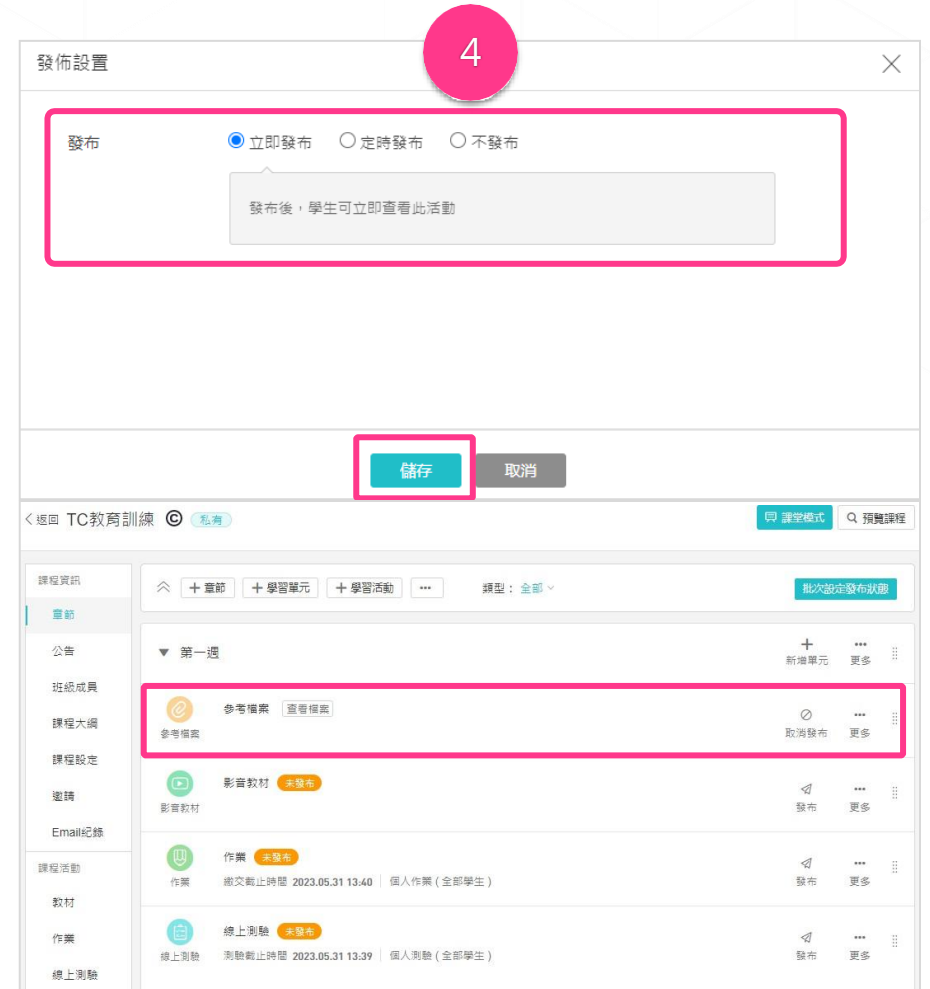 4
發佈設置
發布 立即發布 定時發布 不發布
發布後，學生可立即查看此活動
儲存 取消
返回 TC教育訓練 © 私有 課堂模式 預覽課程
課程資訊
章節
公告
班級成員
課程大綱
課程設定
邀請
Email紀錄
課程活動
教材
作業
線上測驗
+ 章節 + 學習單元 + 學習活動 ••• 類型： 全部 批次設定發布狀態
▼ 第一週 新增單元 更多
參考檔案 查看檔案
參考檔案 取消發布 更多
影音教材 未發布
影音教材 發布 更多
作業 未發布
作業 繳交截止時間 2023.05.31 13:40 個人作業 ( 全部學生 ) 發布 更多
線上測驗 未發布
線上測驗 測驗截止時間 2023.05.31 13:39 個人測驗 ( 全部學生 ) 發布 更多